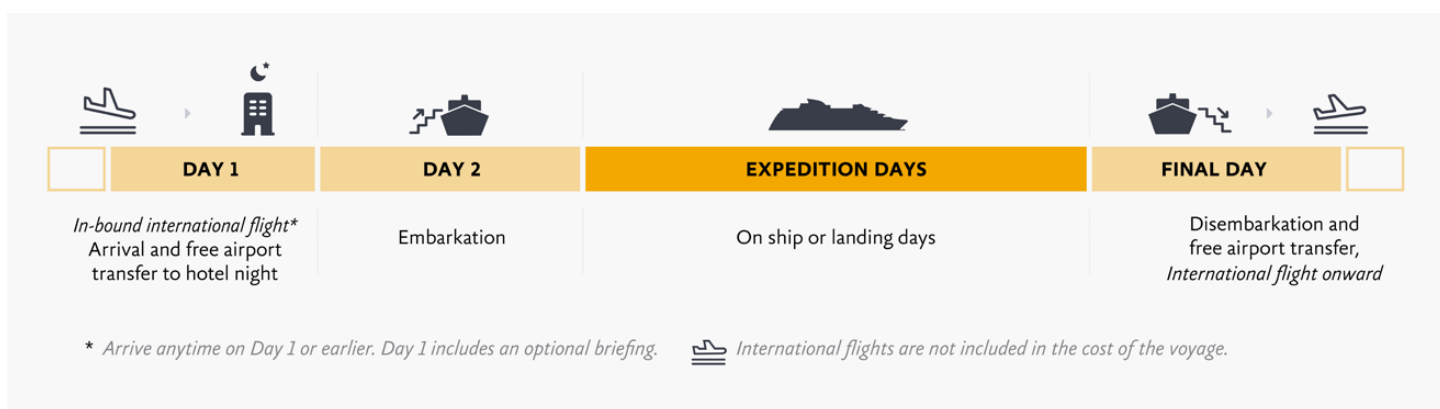 DAY 1
DAY 2
EXPEDITION DAYS
FINAL DAY
In-bound international flight*
Arrival and free airport
transfer to hotel night
Embarkation
On ship or landing days
Disembarkation and
free airport transfer,
International flight onward
* Arrive anytime on Day 1 or earlier. Day 1 includes an optional briefing.
International flights are not included in the cost of the voyage.